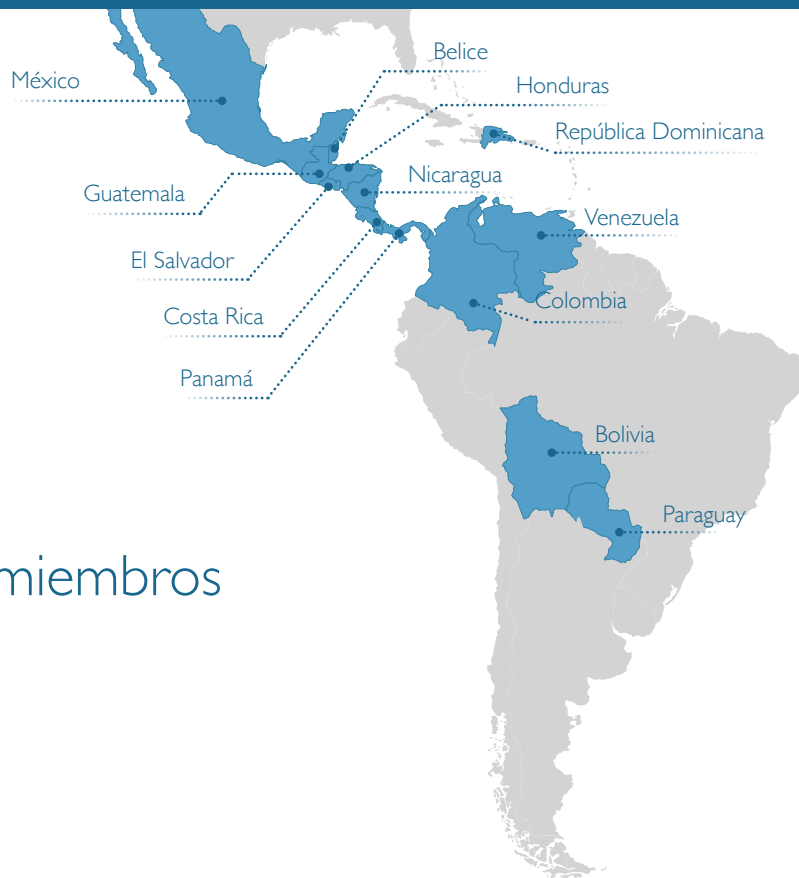 Belice
México
Honduras
República Dominicana
Nicaragua
Guatemala
Venezuela
El Salvador
Colombia
Costa Rica
Panamá
Bolivia
Paraguay
miembros